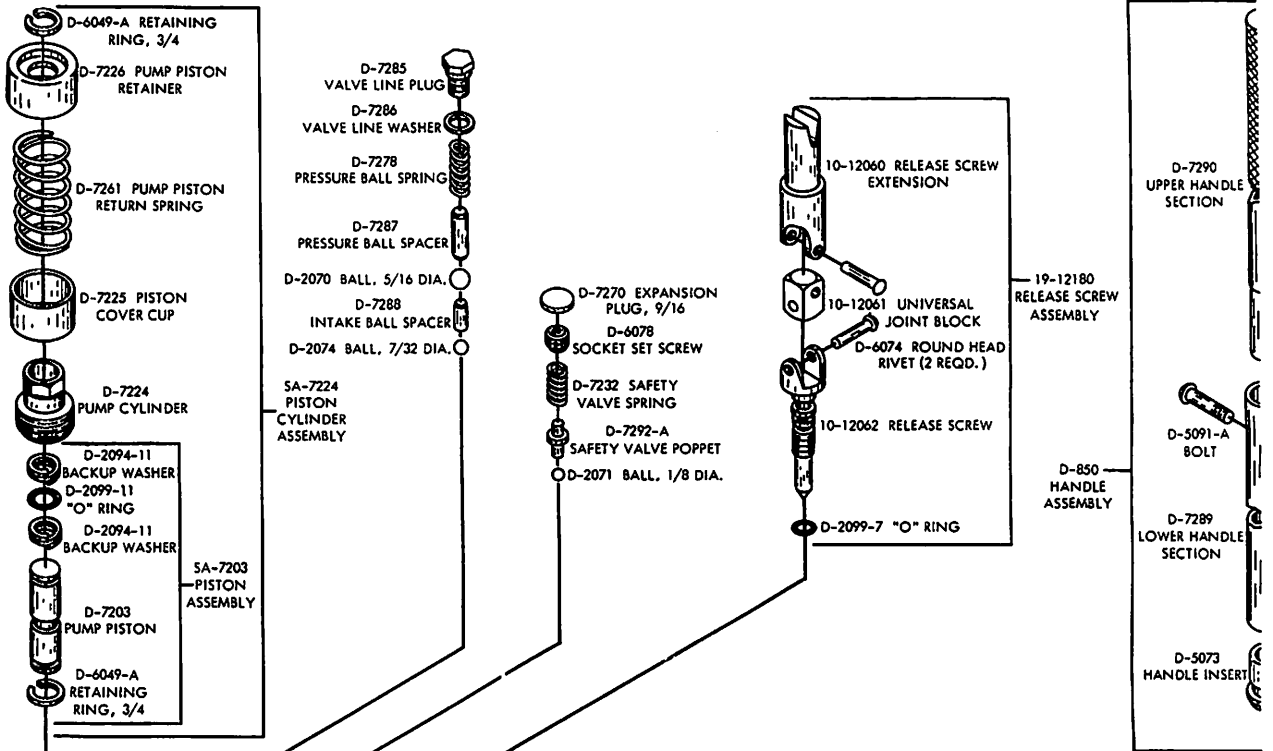 D-6049-A RETAINING
RING, 3/4
D-7226 PUMP PISTON
RETAINER
D-7261 PUMP PISTON
RETURN SPRING
D-7225 PISTON
COVER CUP
D-7224
PUMP CYLINDER
D-2094-11
BACKUP WASHER
D-2099-11
"O" RING
D-2094-11
BACKUP WASHER
D-7203
PUMP PISTON
D-6049-A
RETAINING
RING, 3/4
SA-7203
PISTON
ASSEMBLY
SA-7224
PISTON
CYLINDER
ASSEMBLY
D-7285
VALVE LINE PLUG
D-7286
VALVE LINE WASHER
D-7278
PRESSURE BALL SPRING
D-7287
PRESSURE BALL SPACER
D-2070 BALL, 5/16 DIA.
D-7288
INTAKE BALL SPACER
D-2074 BALL, 7/32 DIA.
D-7270 EXPANSION
PLUG, 9/16
D-6078
SOCKET SET SCREW
D-7232 SAFETY
VALVE SPRING
D-7292-A
SAFETY VALVE POPPET
D-2071 BALL, 1/8 DIA.
10-12060 RELEASE SCREW
EXTENSION
10-12061 UNIVERSAL
JOINT BLOCK
D-6074 ROUND HEAD
RIVET (2 REQD.)
10-12062 RELEASE SCREW
D-2099-7 "O" RING
19-12180
RELEASE SCREW
ASSEMBLY
D-7290
UPPER HANDLE
SECTION
D-5091-A
BOLT
D-850
HANDLE
ASSEMBLY
D-7289
LOWER HANDLE
SECTION
D-5073
HANDLE INSERT